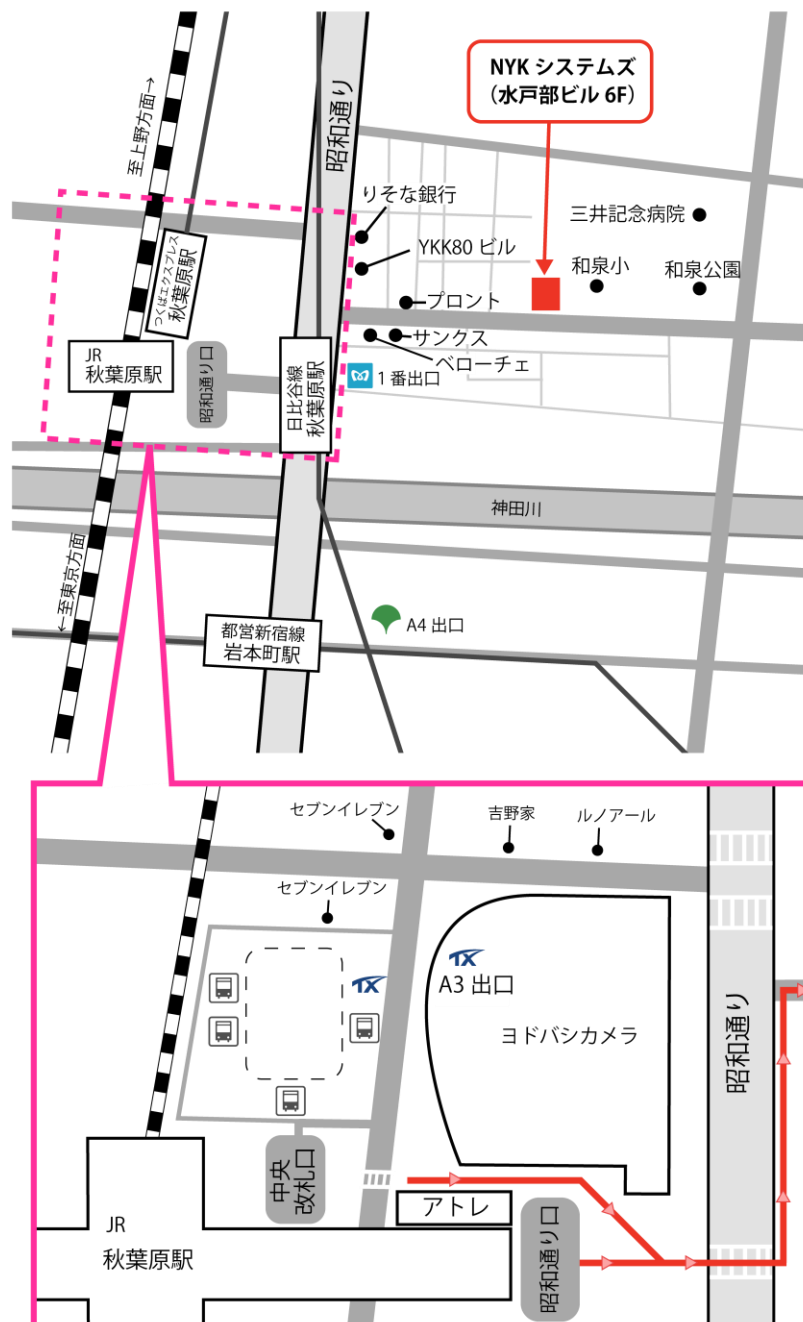 NYK システムズ
（水戸部ビル 6F）
至上野方面→
昭和通り
りそな銀行
三井記念病院
YKK80 ビル
つくばエクスプレス
秋葉原駅
和泉小
和泉公園
プロント
サンクス
ベローチェ
JR
秋葉原駅
昭和通り口
日比谷線
秋葉原駅
1 番出口
神田川
←至東京方面
都営新宿線
岩本町駅
A4 出口
セブンイレブン
吉野家
ルノアール
セブンイレブン
TX
TX
A3 出口
ヨドバシカメラ
昭和通り
中央
改札口
アトレ
JR
秋葉原駅
昭和通り口